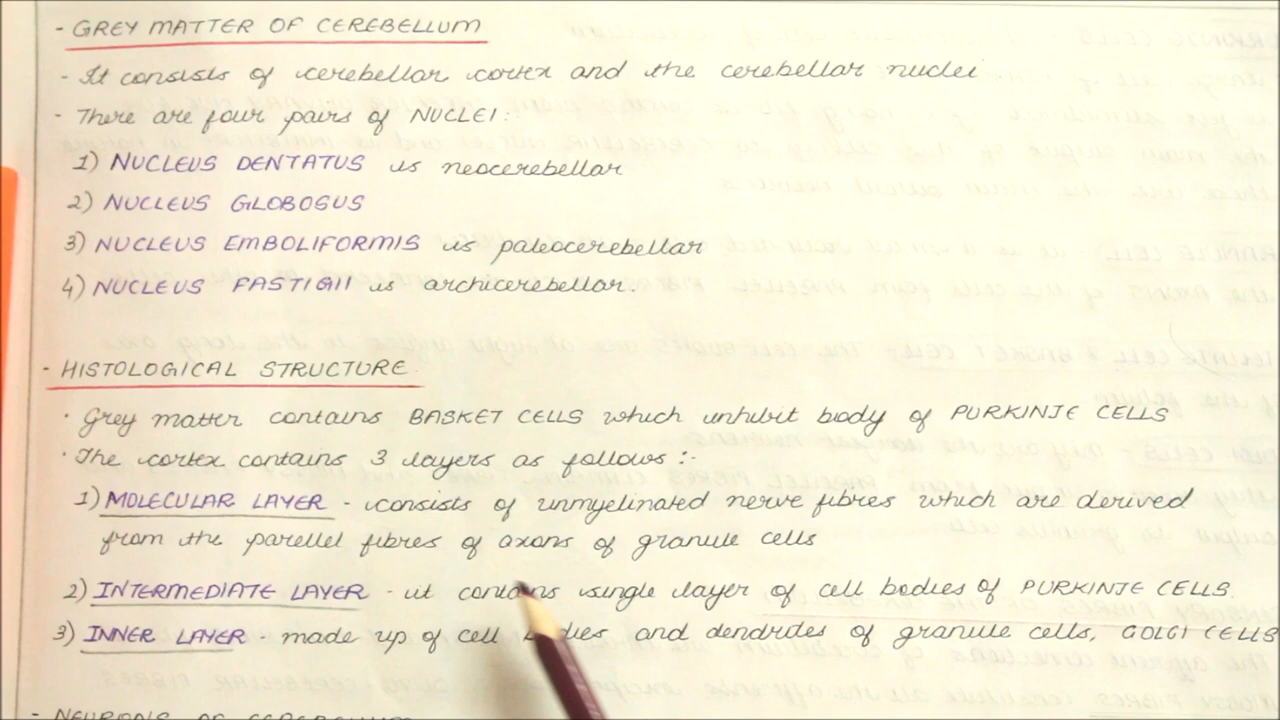 - GREY MATTER OF CEREBELLUM
- It consists of cerebellar cortex and the cerebellar nuclei
- There are four pairs of NUCLEI:-
1) NUCLEUS DENTATUS is neocerebellar
2) NUCLEUS GLOBOSUS
3) NUCLEUS EMBOLIFORMIS is paleocerebellar
4) NUCLEUS FASTIGII is archicerebellar.
- HISTOLOGICAL STRUCTURE
· Grey matter contains BASKET CELLS which inhibit body of PURKINJE CELLS
· The cortex contains 3 layers as follows :-
1) MOLECULAR LAYER - consists of unmyelinated nerve fibres which are derived
from the parellel fibres of axons of granule cells
2) INTERMEDIATE LAYER - it contains single layer of cell bodies of PURKINJE CELLS.
3) INNER LAYER - made up of cell bodies and dendrites of granule cells, GOLGI CELLS
- NEURONS OF CEREBELLUM